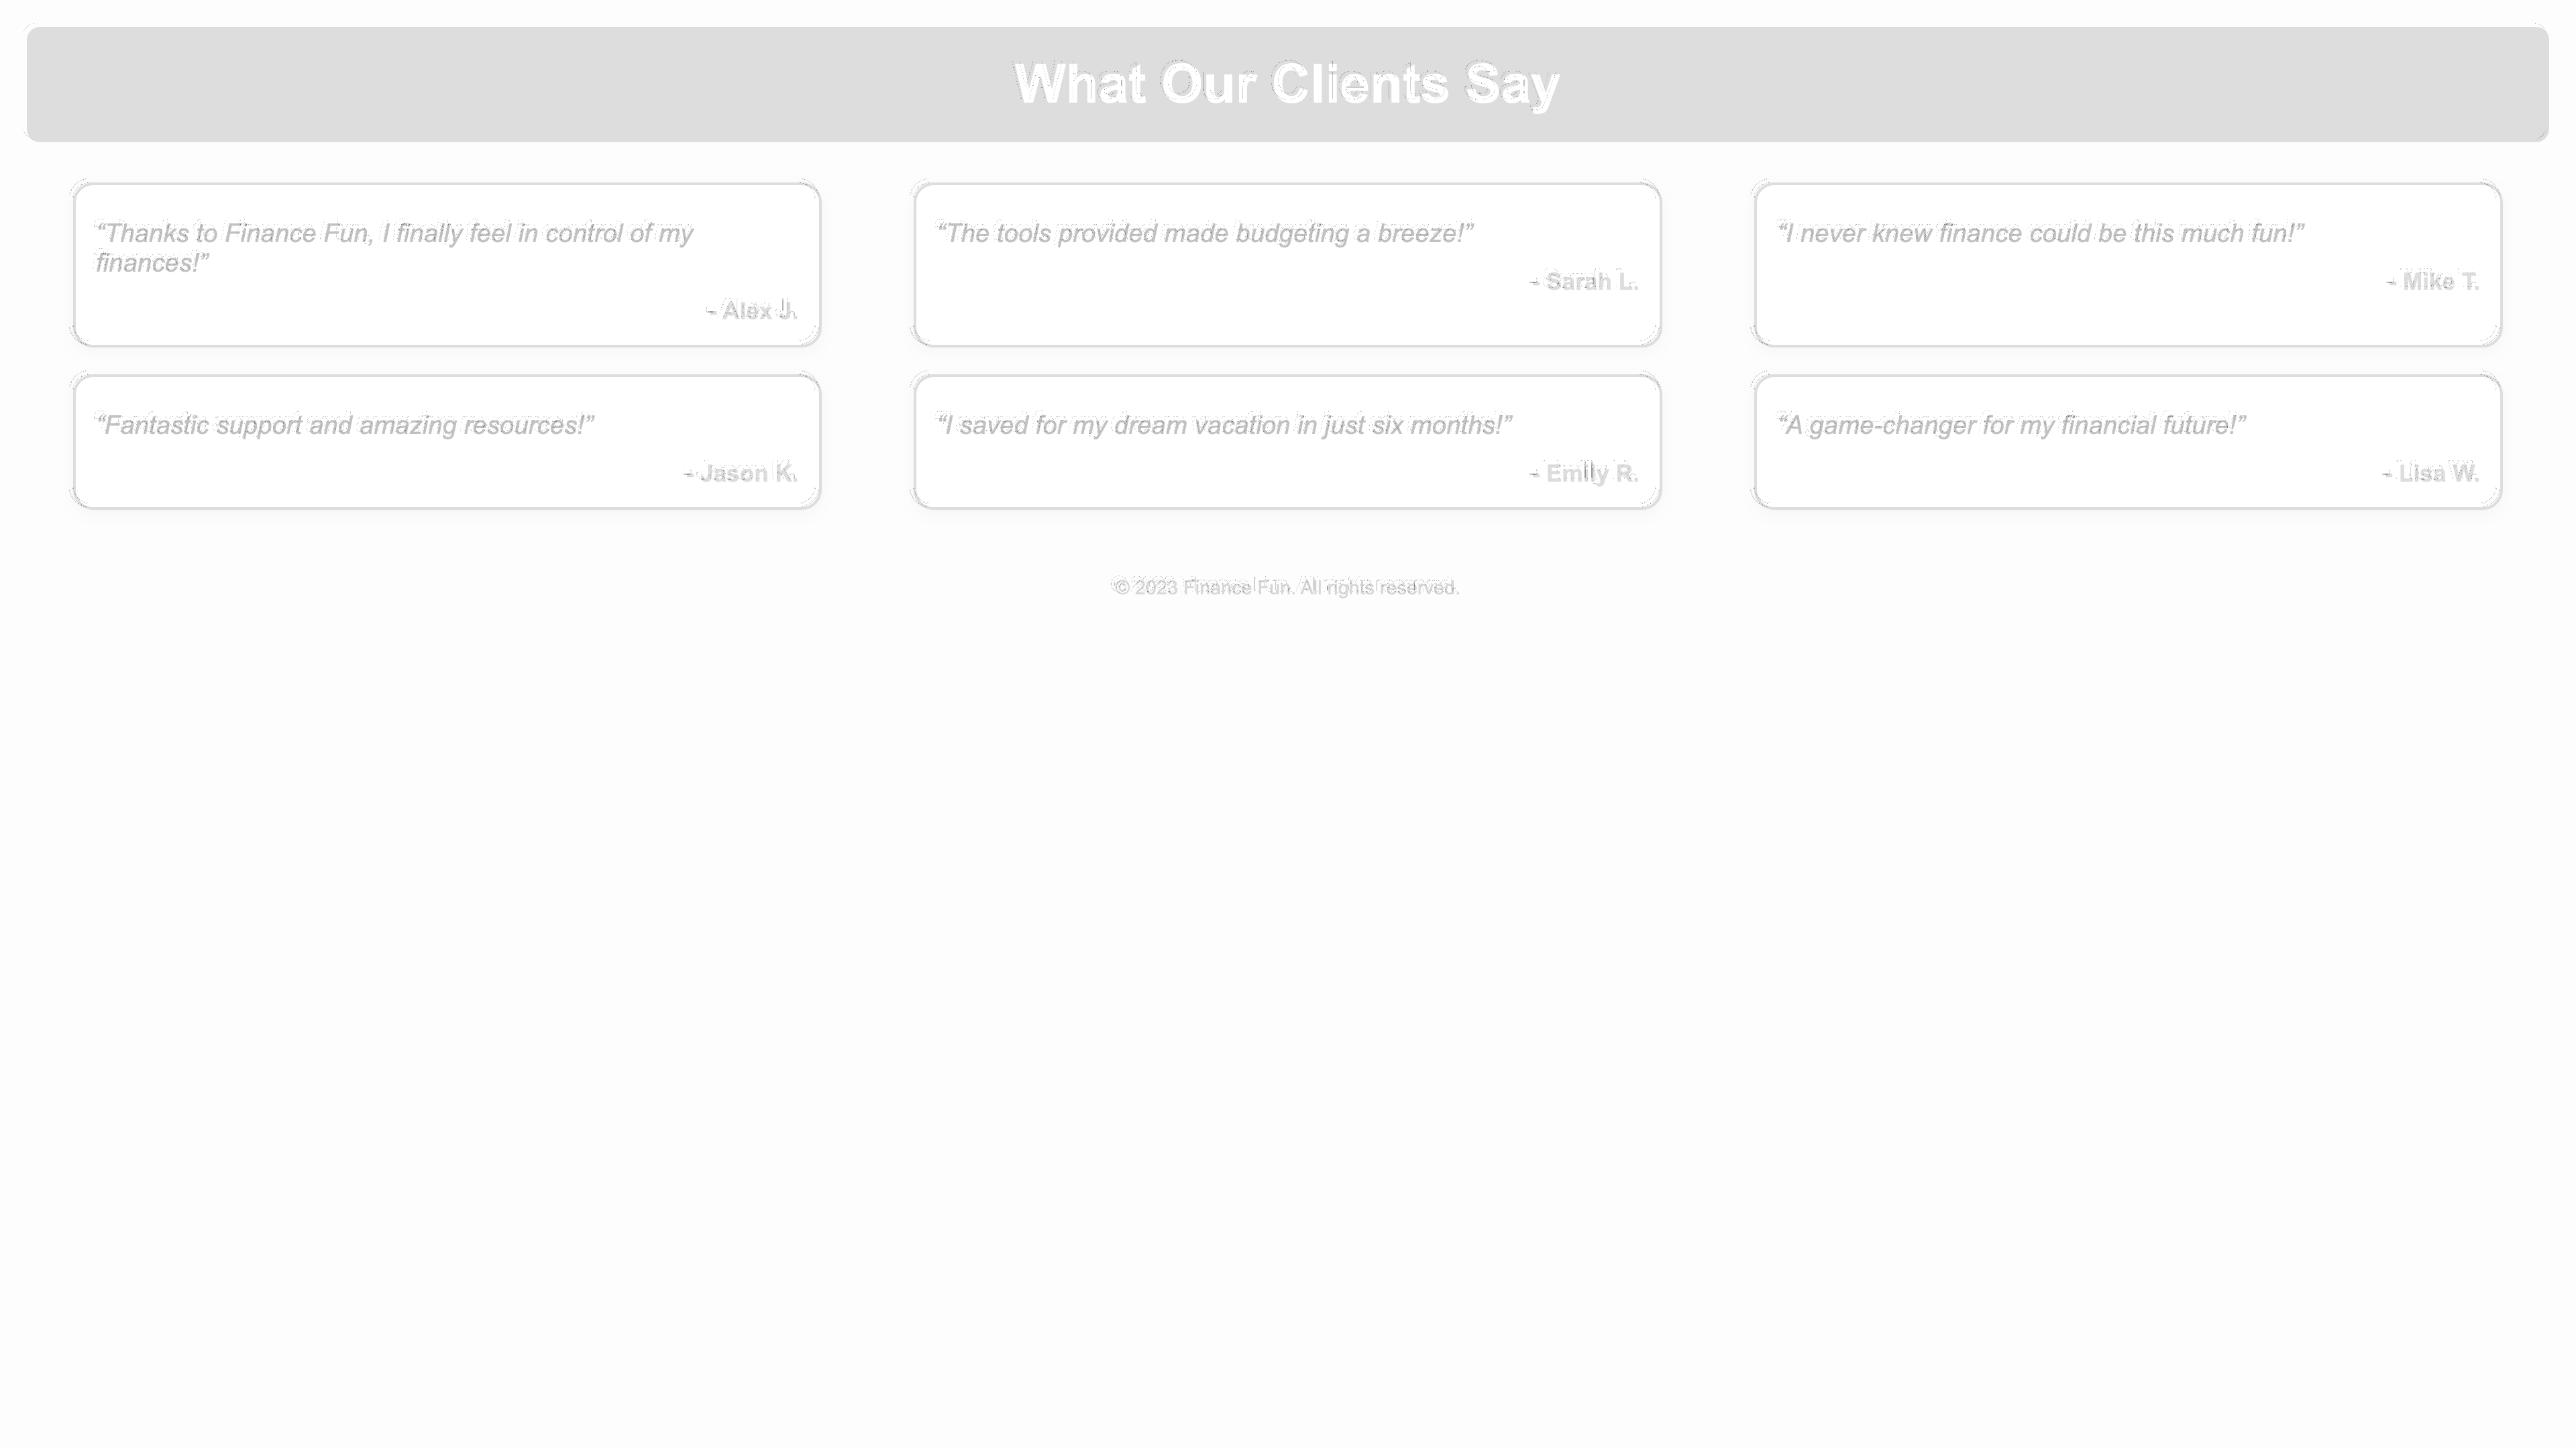 What Our Clients Say
“Thanks to Finance Fun, I finally feel in control of my
finances!”
- Alex J.
“The tools provided made budgeting a breeze!”
- Sarah L.
“I never knew finance could be this much fun!”
- Mike T.
“Fantastic support and amazing resources!”
- Jason K.
“I saved for my dream vacation in just six months!”
- Emily R.
“A game-changer for my financial future!”
- Lisa W.
© 2023 Finance Fun. All rights reserved.